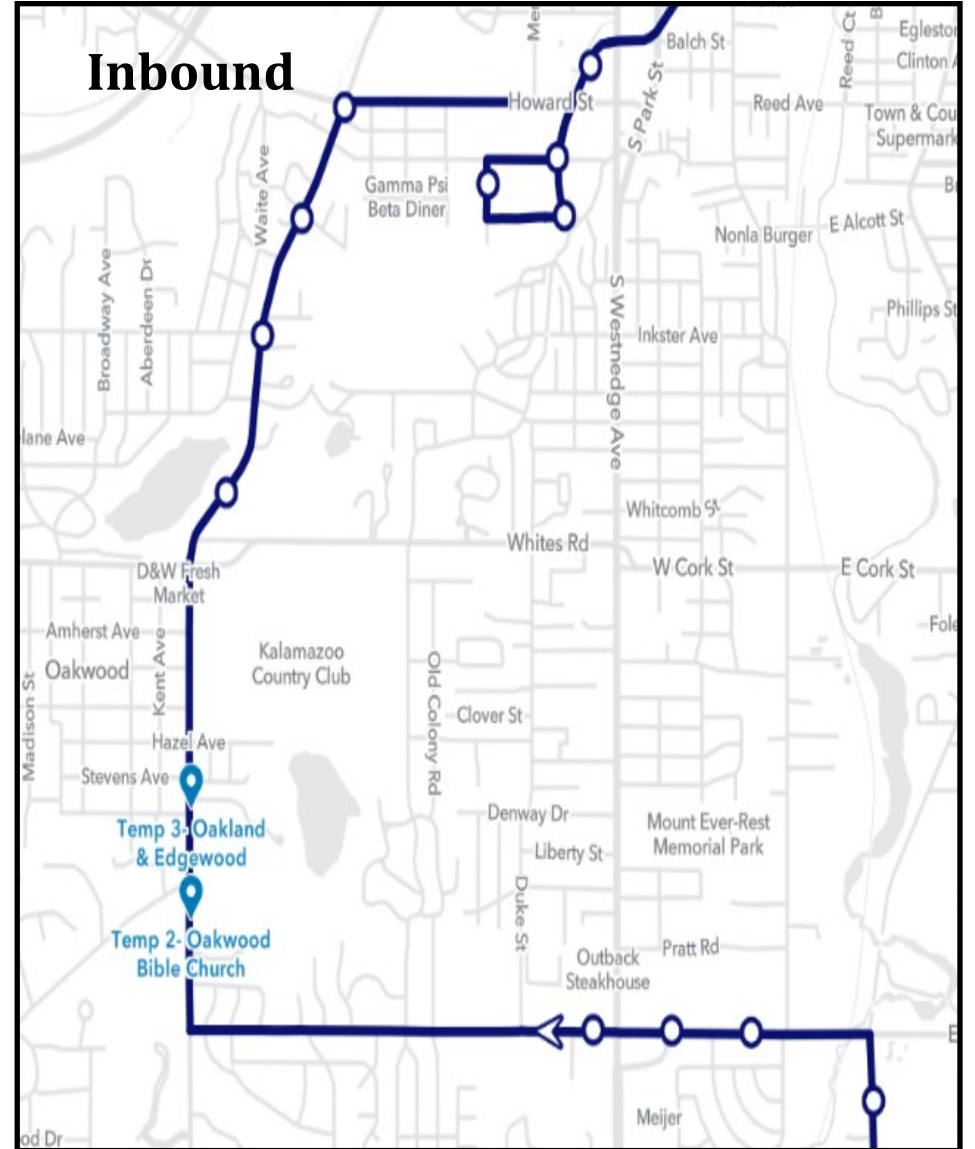 Inbound
Balch St
Reed Ct
Eglesto
Clinton A
Howard St
S Park St
Reed Ave
Town & Cou
Supermark
Waite Ave
Gamma Psi
Beta Diner
Nonla Burger
E Alcott St
Broadway Ave
Aberdeen Dr
S Westnedge Ave
Inkster Ave
Phillips St
lane Ave
Whitcomb St
Whites Rd
W Cork St
E Cork St
D&W Fresh
Market
Amherst Ave
Oakwood
Kent Ave
Kalamazoo
Country Club
Fole
Madison St
Old Colony Rd
Clover St
Hazel Ave
Stevens Ave
Temp 3- Oakland
& Edgewood
Denway Dr
Liberty St
Mount Ever-Rest
Memorial Park
Duke St
Temp 2- Oakwood
Bible Church
Outback
Steakhouse
Pratt Rd
E
Meijer
od Dr